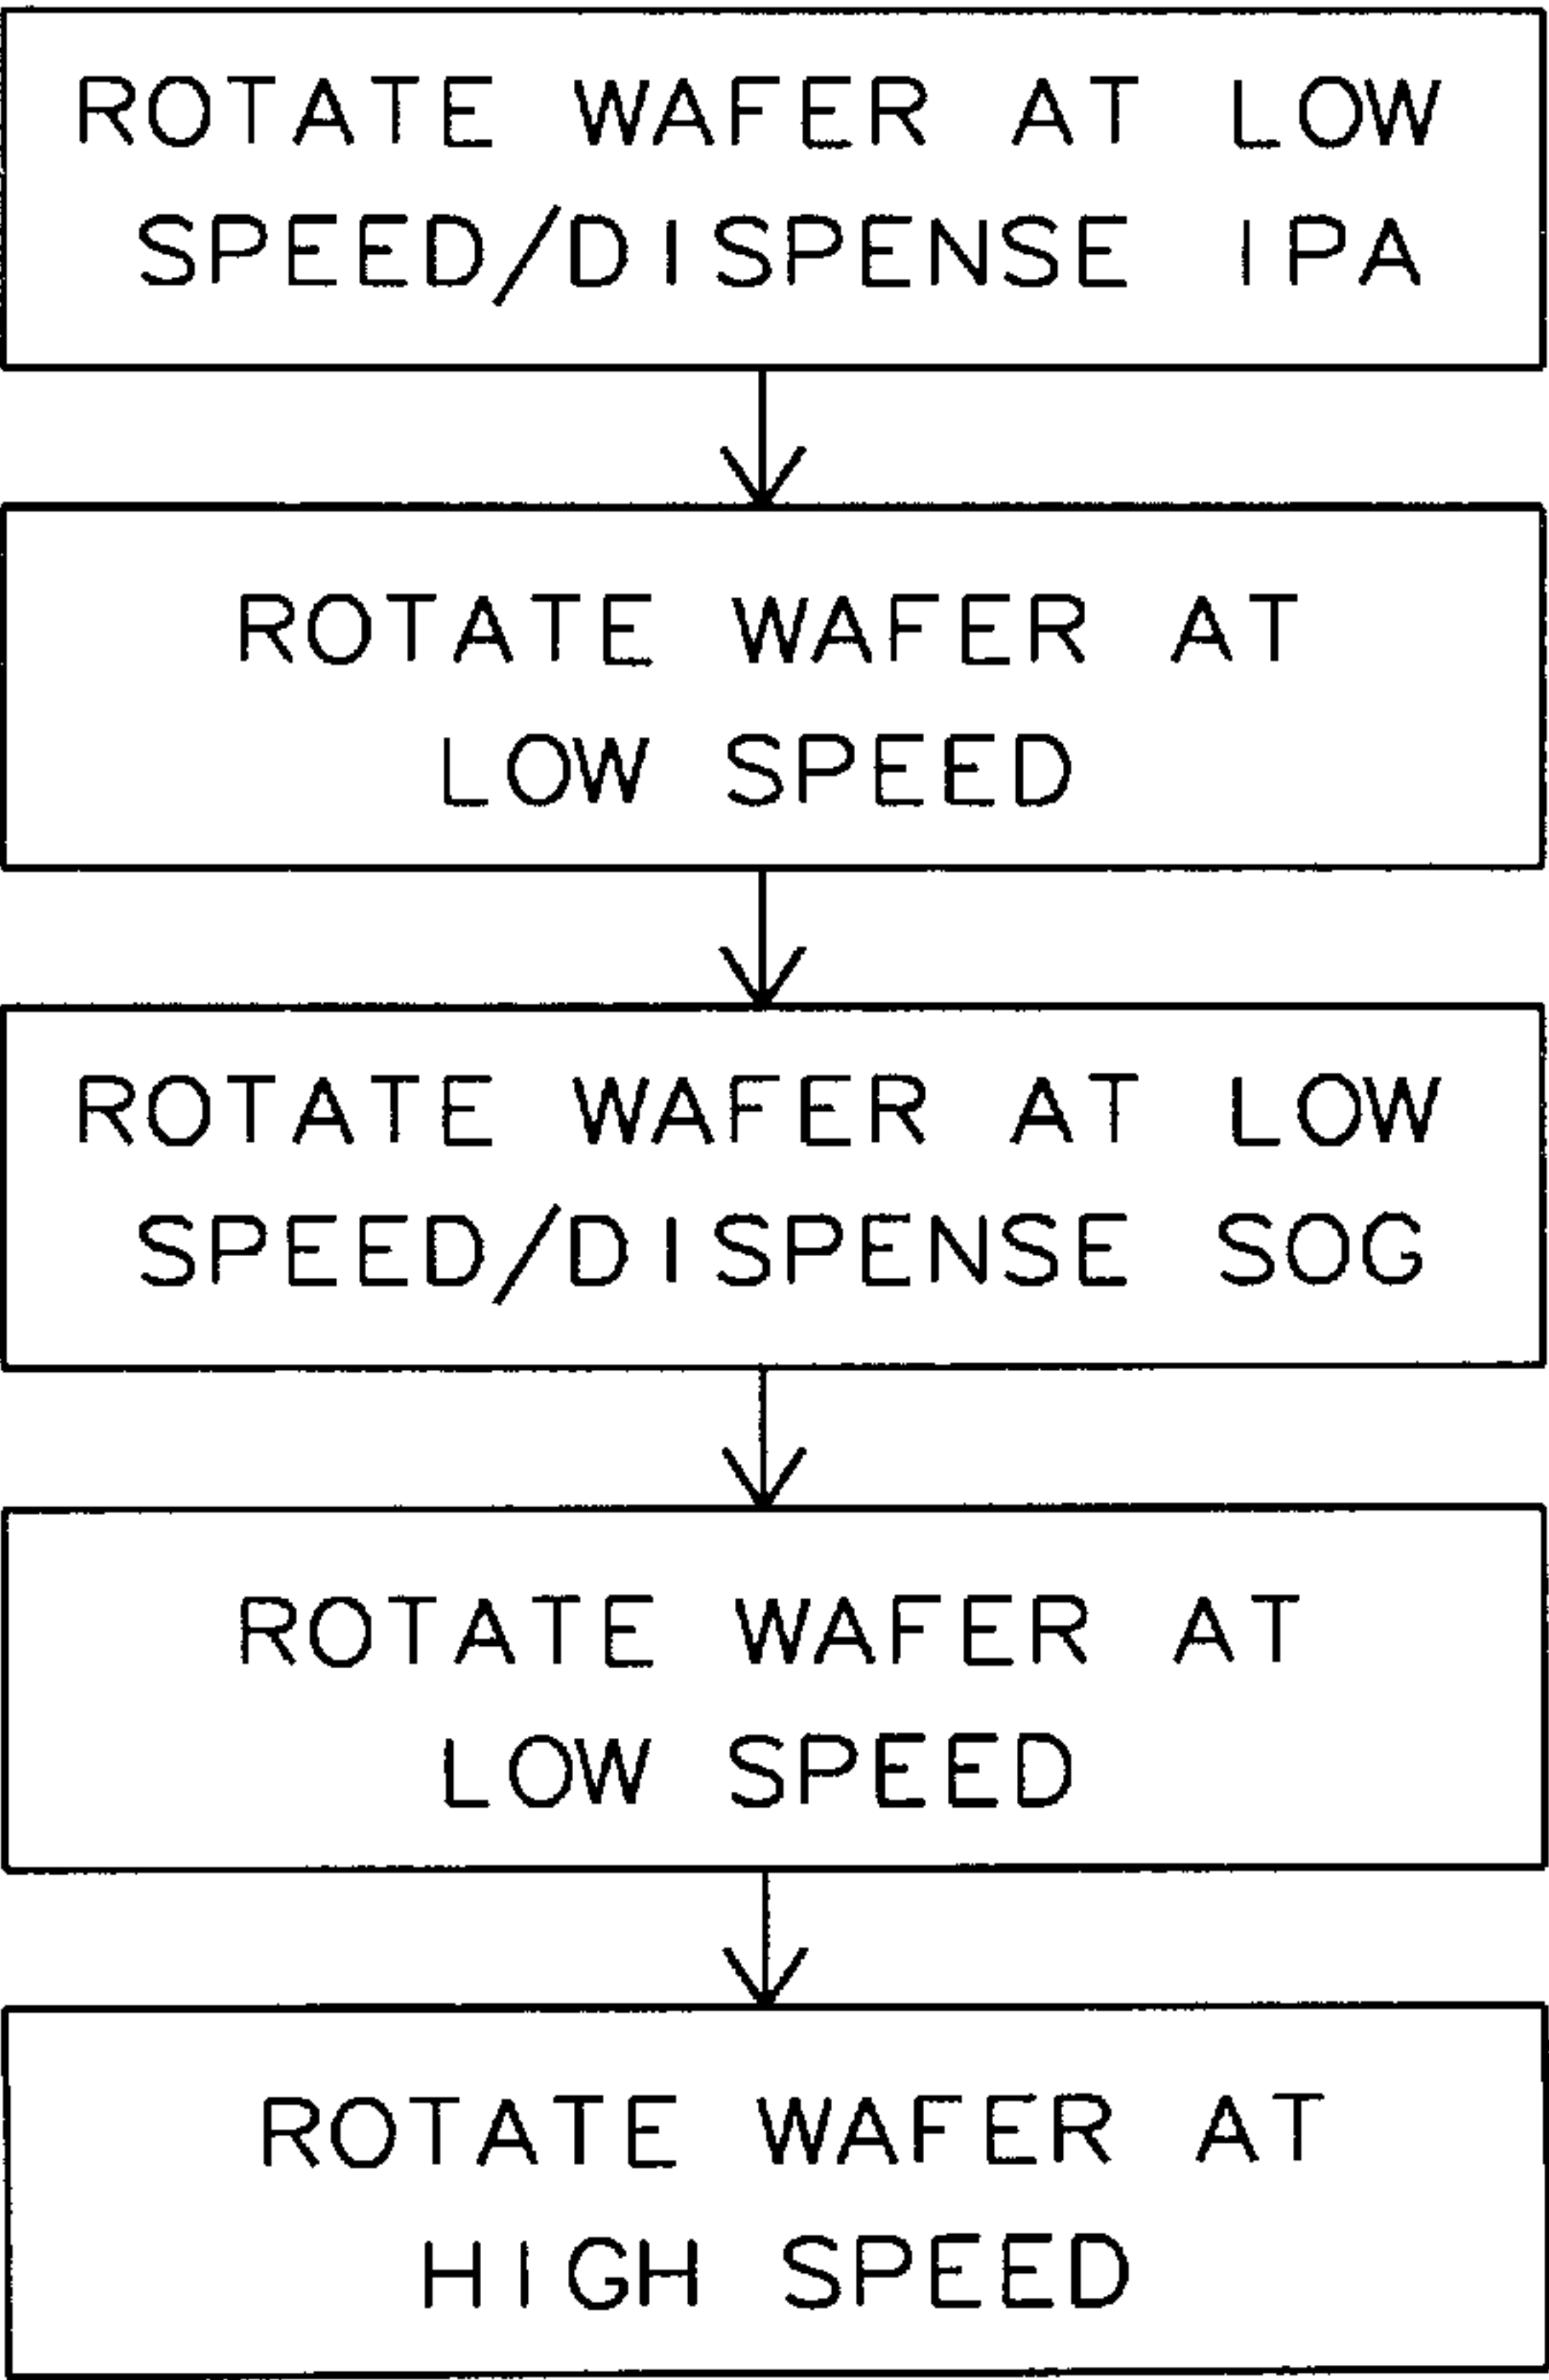 ROTATE WAFER AT LOW
SPEED/DISPENSE IPA
ROTATE WAFER AT
LOW SPEED
ROTATE WAFER AT LOW
SPEED/DISPENSE SOG
ROTATE WAFER AT
LOW SPEED
ROTATE WAFER AT
HIGH SPEED